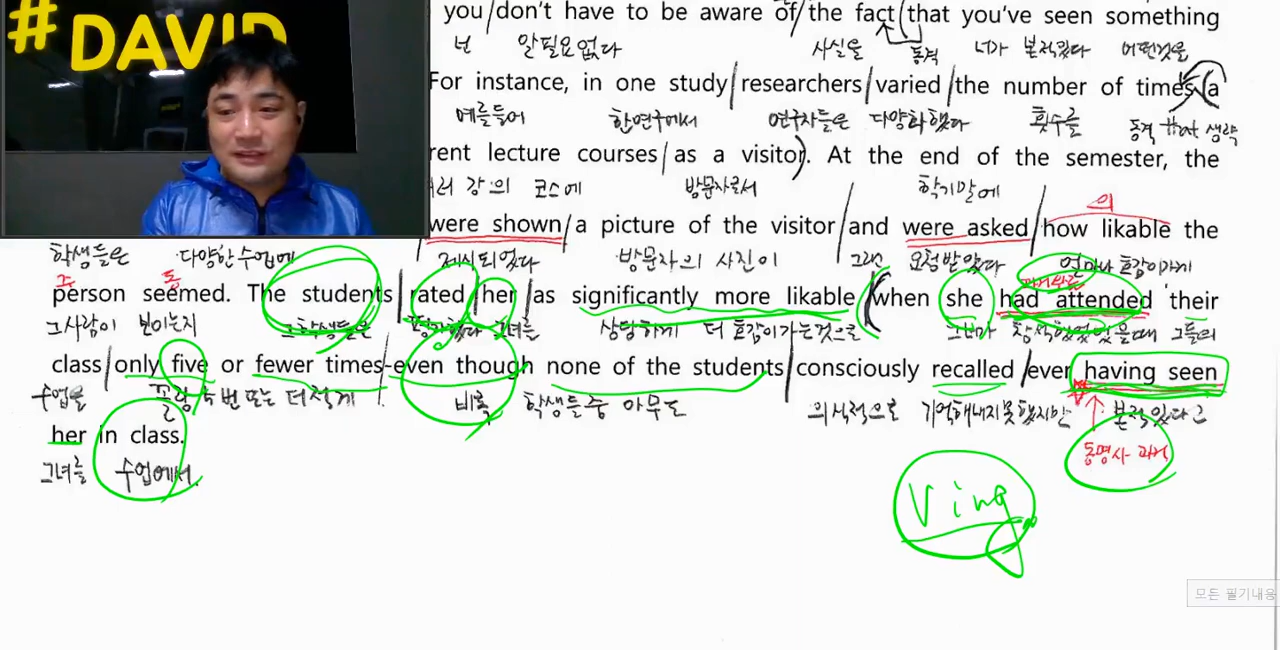 #DAVID
you/don't have to be aware of/the fact(that you've seen something
넌 알필요없다 사실을 동격 너가 본적있다 어떤것을
For instance, in one study/researchers/varied/the number of times(a
예를들어 한연구에서 연구자들은 다양화했다 횟수를 동격 that 생략
rent lecture courses/as a visitor). At the end of the semester, the
강의 코스에 방문자로서 학기말에
의
were shown/a picture of the visitor/and were asked/how likable the
학생들은 다양한수업에 제시되었다 방문자의 사진이 그리고 요청받았다 얼마나 호감이가게
주 동
person seemed. The students/rated/her/as significantly more likable(when she had attended their
그사람이 보이는지 그학생들은 평가했다 그녀를 상당하게 더 호감이가는것으로 그녀가 참석했었을때 그들의
class/only five or fewer times-even though none of the students/consciously recalled/ever having seen
수업을 비록 학생들중 아무도 의식적으로 기억해내지못했지만 본적있다고
her in class.
그녀를 수업에서.
동명사 과거
Ving
모든 필기내용